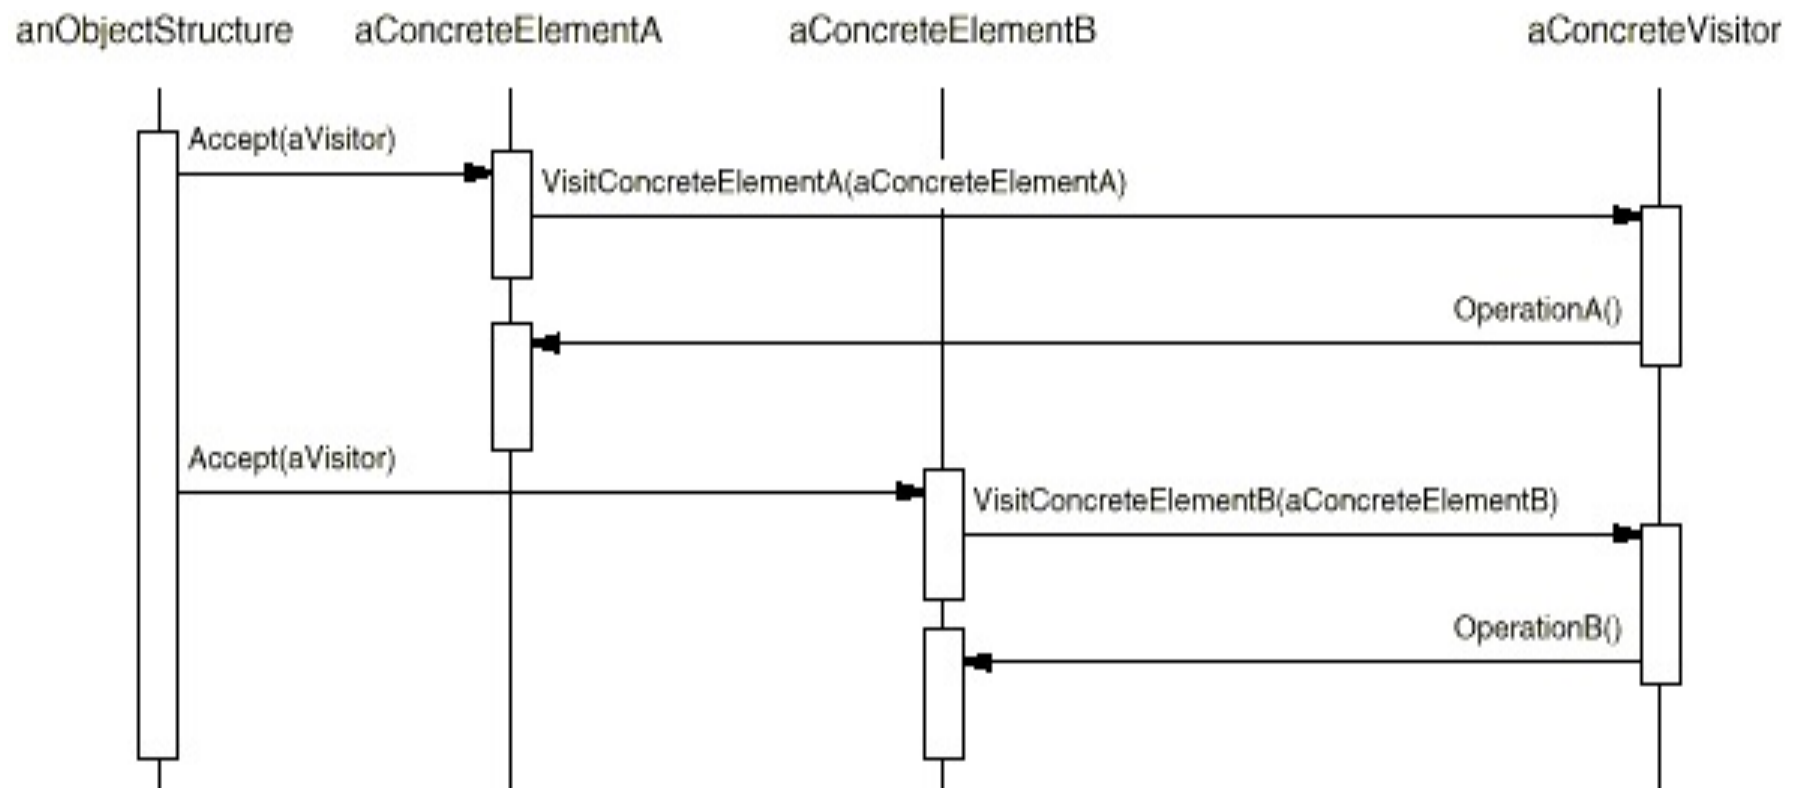 anObjectStructure
aConcreteElementA
aConcreteElementB
aConcreteVisitor
Accept(aVisitor)
VisitConcreteElementA(aConcreteElementA)
OperationA()
Accept(aVisitor)
VisitConcreteElementB(aConcreteElementB)
OperationB()